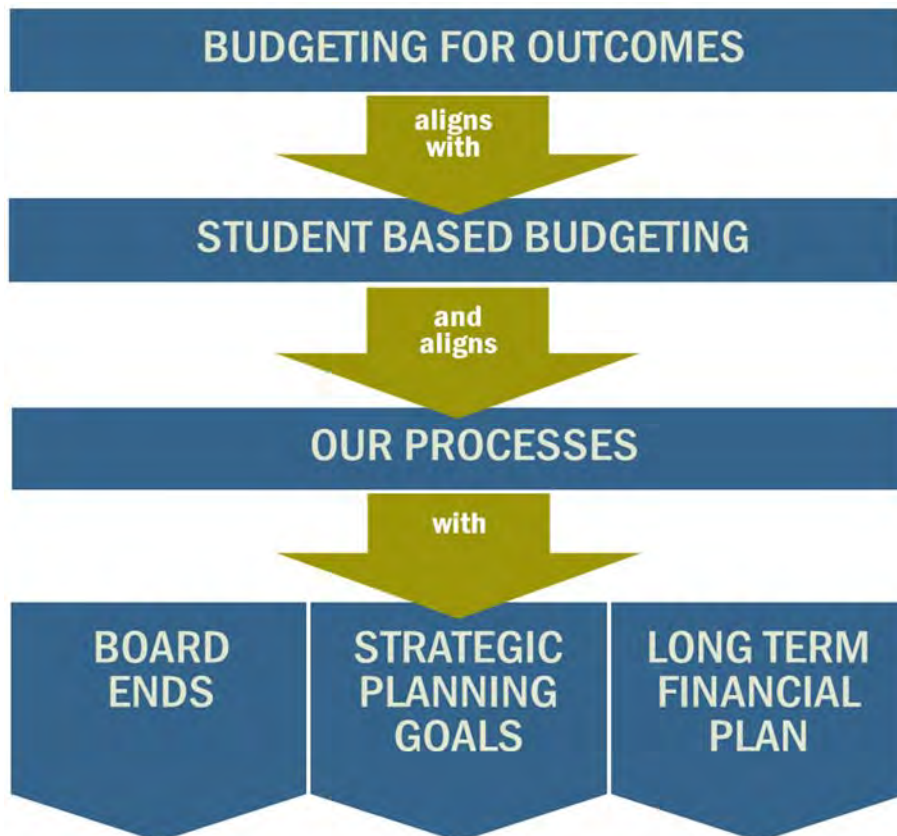 BUDGETING FOR OUTCOMES
aligns
with
STUDENT BASED BUDGETING
and
aligns
OUR PROCESSES
with
BOARD
ENDS
STRATEGIC
PLANNING
GOALS
LONG TERM
FINANCIAL
PLAN